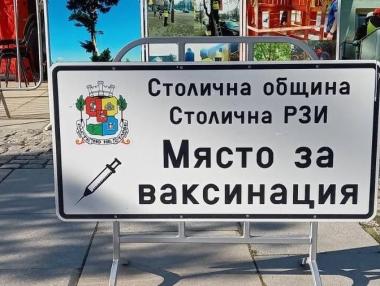 Столична община
Столична РЗИ
Място за
ваксинация